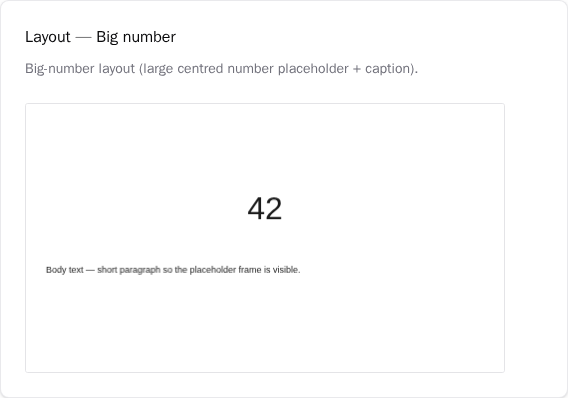 Layout — Big number
Big-number layout (large centred number placeholder + caption).
42
Body text — short paragraph so the placeholder frame is visible.